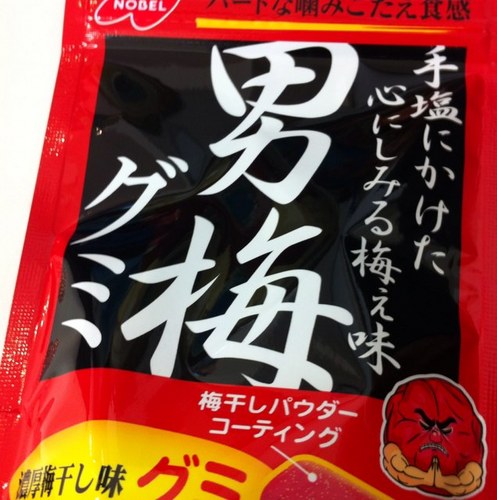 NOBEL
ハードな噛みごたえ食感
手塩にかけた
心にしみる梅ぇ味
男梅
グミ
梅干しパウダー
コーティング
濃厚梅干し味
グミ